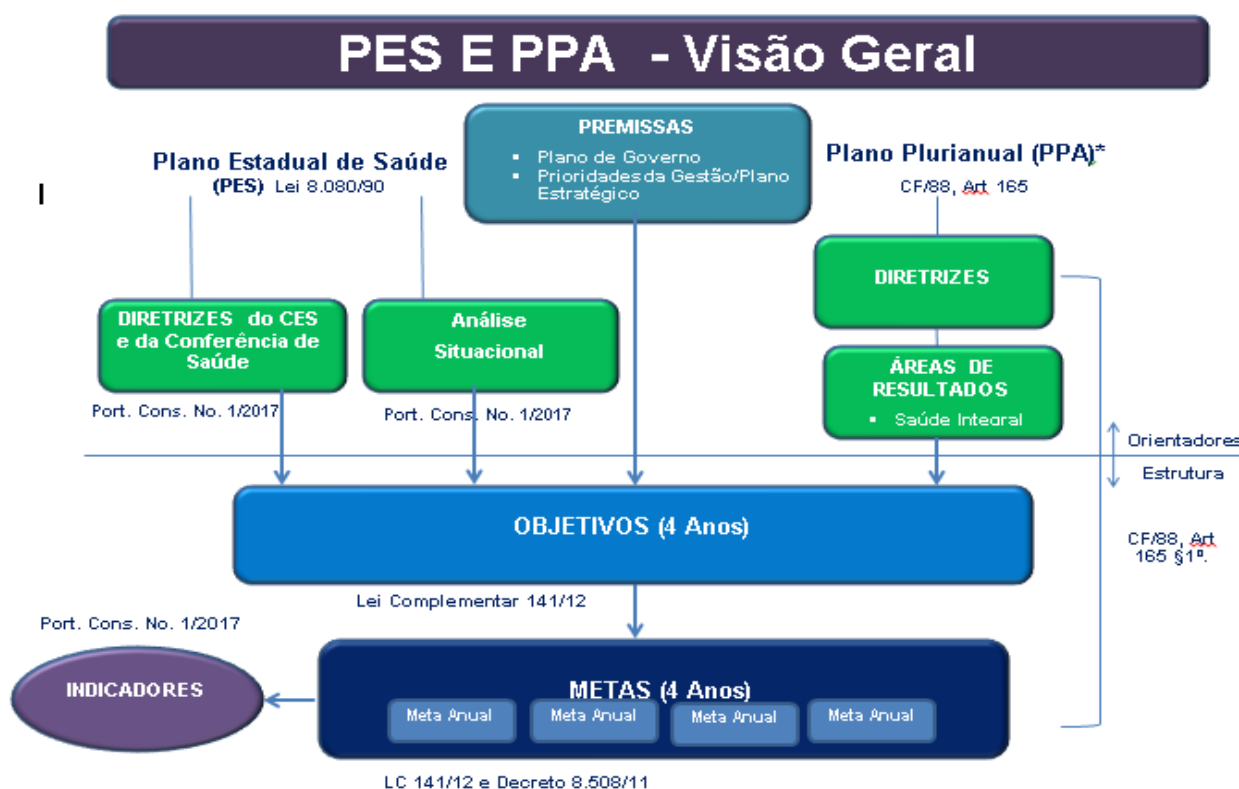 PES E PPA  - Visão Geral
PREMISSAS
▪ Plano de Governo
▪ Prioridades da Gestão/Plano
Estratégico
Plano Estadual de Saúde
(PES) Lei 8.080/90
Plano Plurianual (PPA)*
CF/88, Art 165
I
DIRETRIZES do CES
e da Conferência de
Saúde
Port. Cons. No. 1/2017
Análise
Situacional
Port. Cons. No. 1/2017
DIRETRIZES
ÁREAS DE
RESULTADOS
▪ Saúde Integral
Orientadores
Estrutura
OBJETIVOS (4 Anos)
CF/88, Art
165 §1º.
Lei Complementar 141/12
Port. Cons. No. 1/2017
INDICADORES
METAS (4 Anos)
Meta Anual
Meta Anual
Meta Anual
Meta Anual
LC 141/12 e Decreto 8.508/11